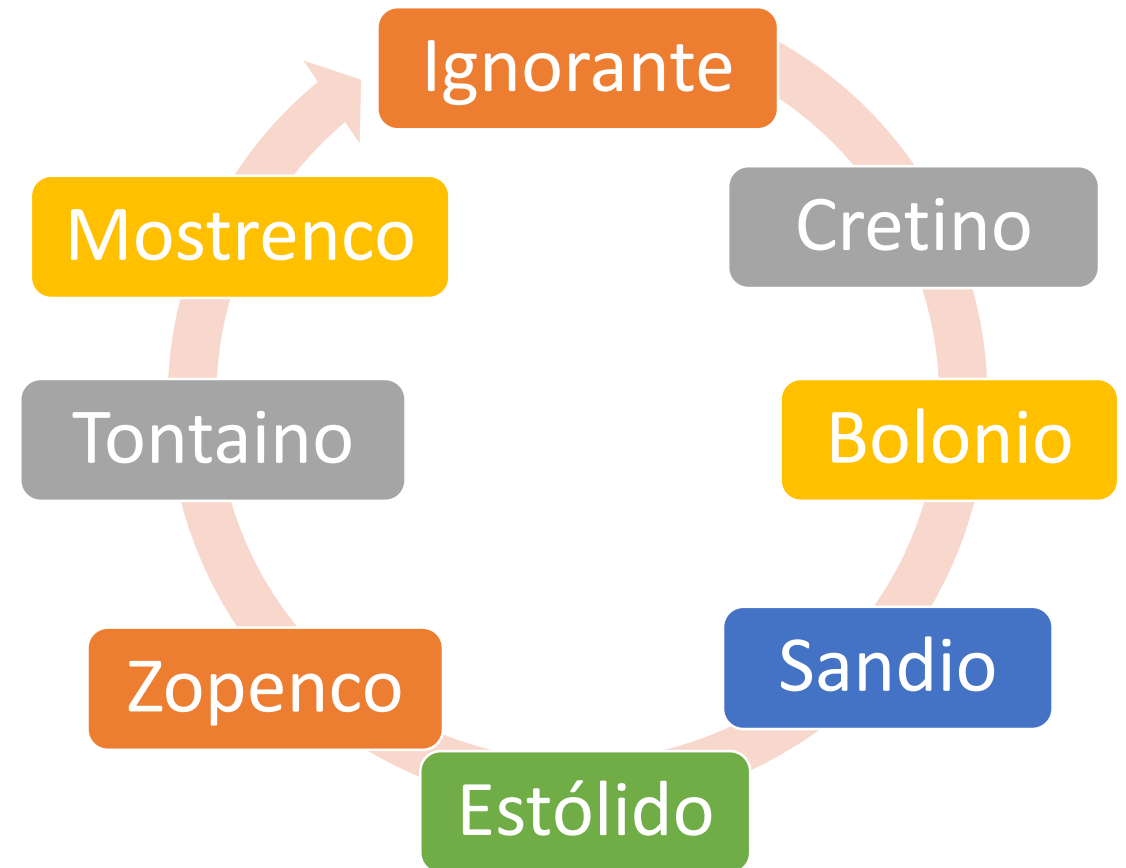 Ignorante
Cretino
Bolonio
Sandio
Estólido
Zopenco
Tontaino
Mostrenco